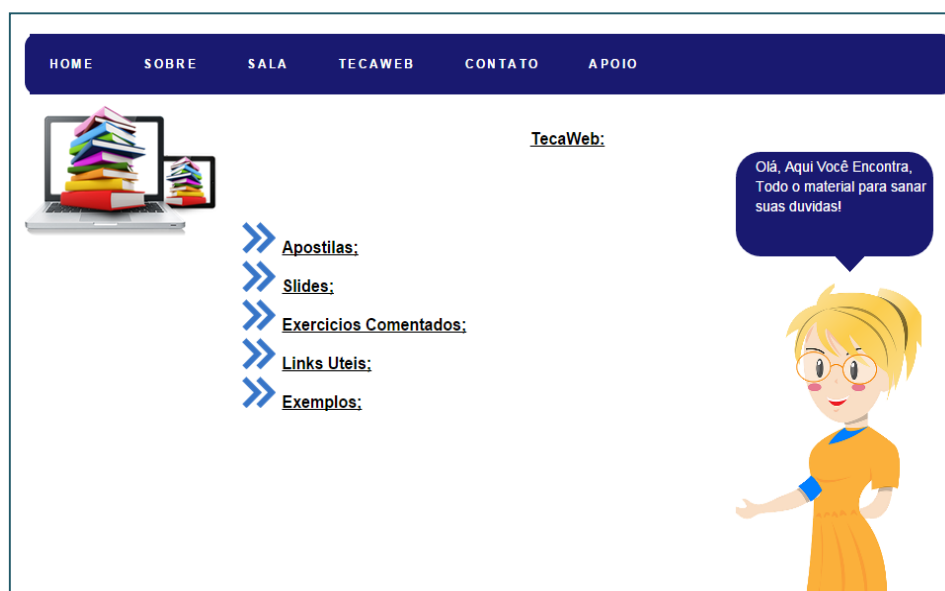 HOME SOBRE SALA TECAWEB CONTATO APOIO
TecaWeb:
Olá, Aqui Você Encontra,
Todo o material para sanar
suas duvidas!
Apostilas;
Slides;
Exercicios Comentados;
Links Uteis;
Exemplos;